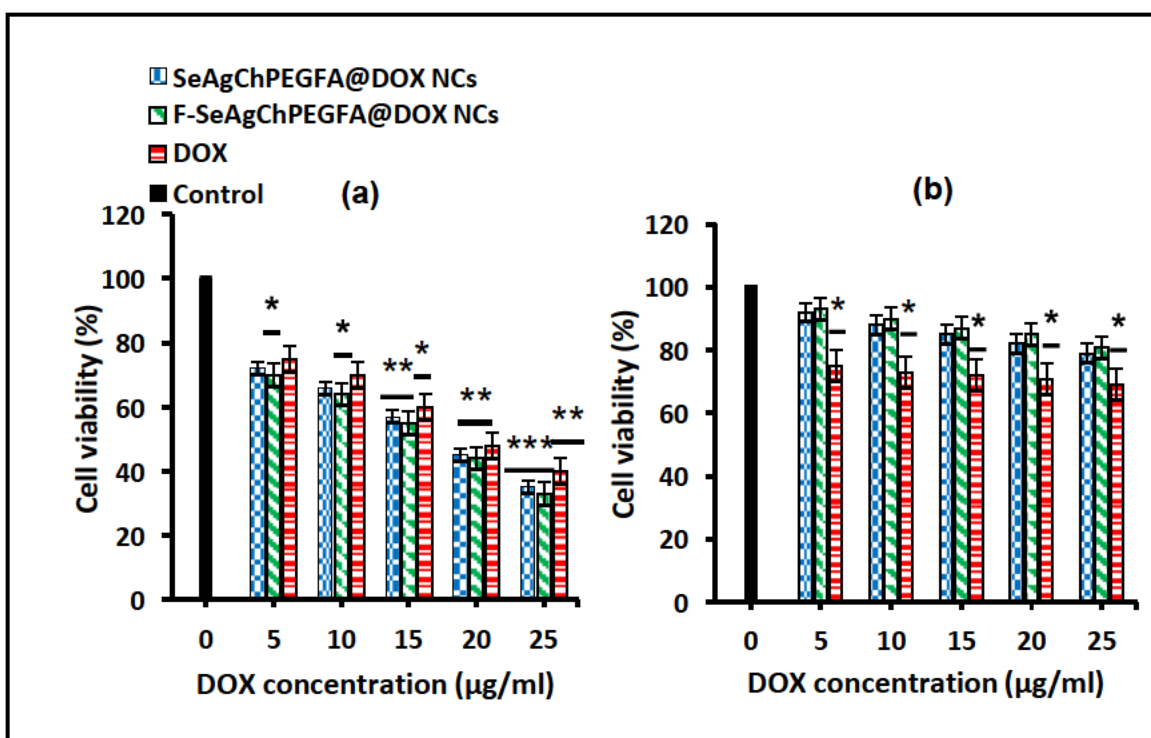 SeAgChPEGFA@DOX NCs
F-SeAgChPEGFA@DOX NCs
DOX
Control
(a)
120
100
80
60
40
20
0
Cell viability (%)
*
*
**
*
**
***
**
0 5 10 15 20 25
DOX concentration (µg/ml)
(b)
120
100
80
60
40
20
0
Cell viability (%)
*
*
*
*
*
0 5 10 15 20 25
DOX concentration (µg/ml)